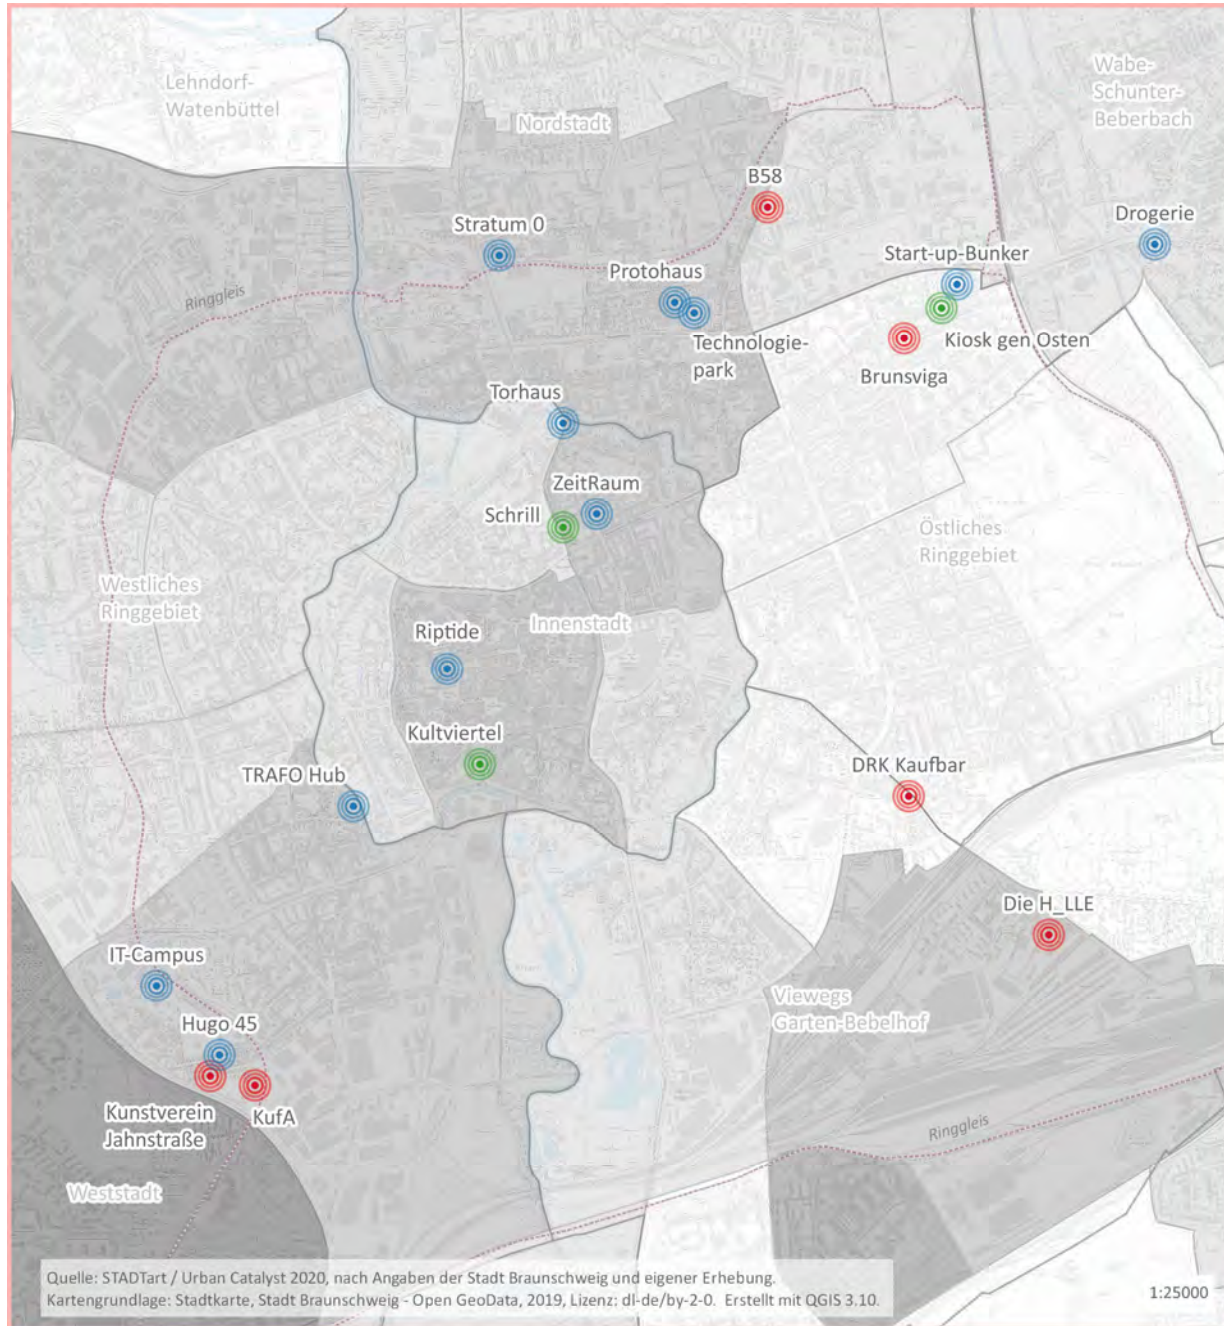 Lehndorf-
Watenbüttel
Wabe-
Schunter-
Beberbach
Nordstadt
B58
Drogerie
Stratum 0
Start-up-Bunker
Protohaus
Ringgleis
Technologie-
park
Kiosk gen Osten
Brunsviga
Torhaus
ZeitRaum
Schrill
Östliches
Ringgebiet
Westliches
Ringgebiet
Innenstadt
Riptide
Kultviertel
TRAFO Hub
DRK Kaufbar
Die H_LLE
IT-Campus
Viewegs
Garten-Bebelhof
Hugo 45
Kunstverein
Jahnstraße
KufA
Ringgleis
Weststadt
Quelle: STADTart / Urban Catalyst 2020, nach Angaben der Stadt Braunschweig und eigener Erhebung.
Kartengrundlage: Stadtkarte, Stadt Braunschweig - Open GeoData, 2019, Lizenz: dl-de/by-2-0. Erstellt mit QGIS 3.10.
1:25000